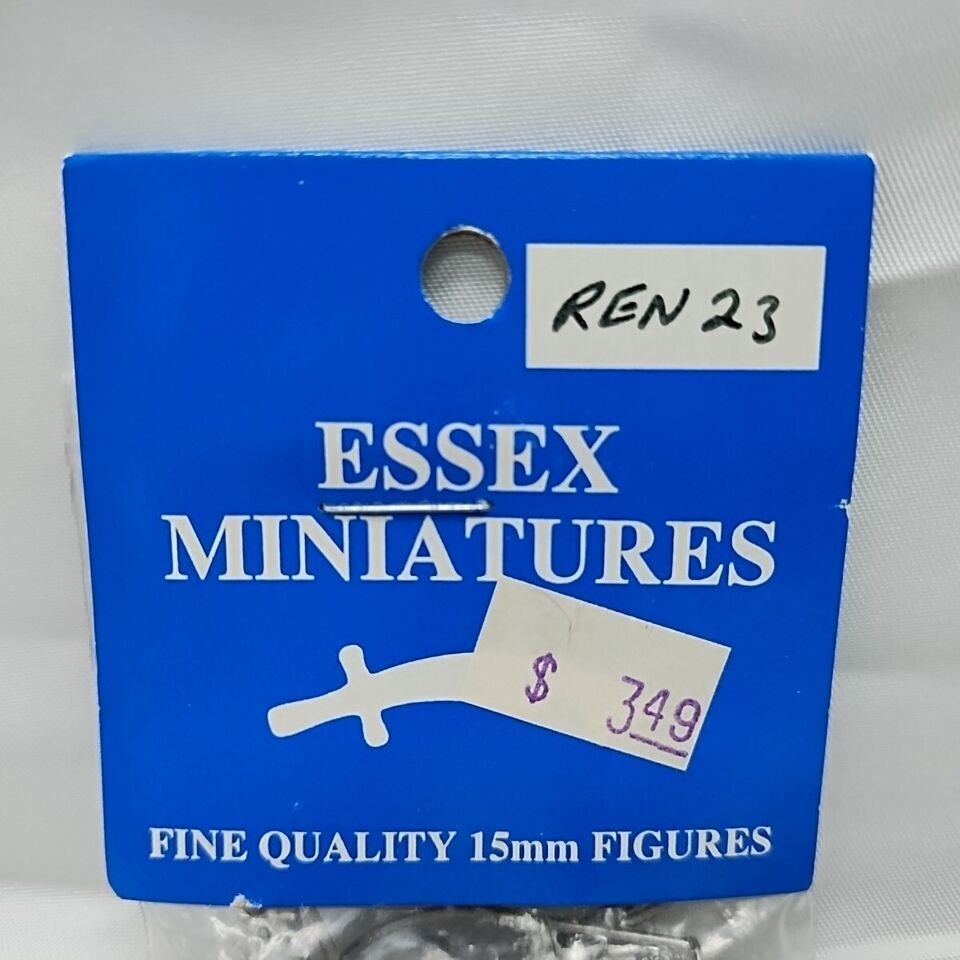 REN 23
ESSEX
MINIATURES
$ 349
FINE QUALITY 15mm FIGURES